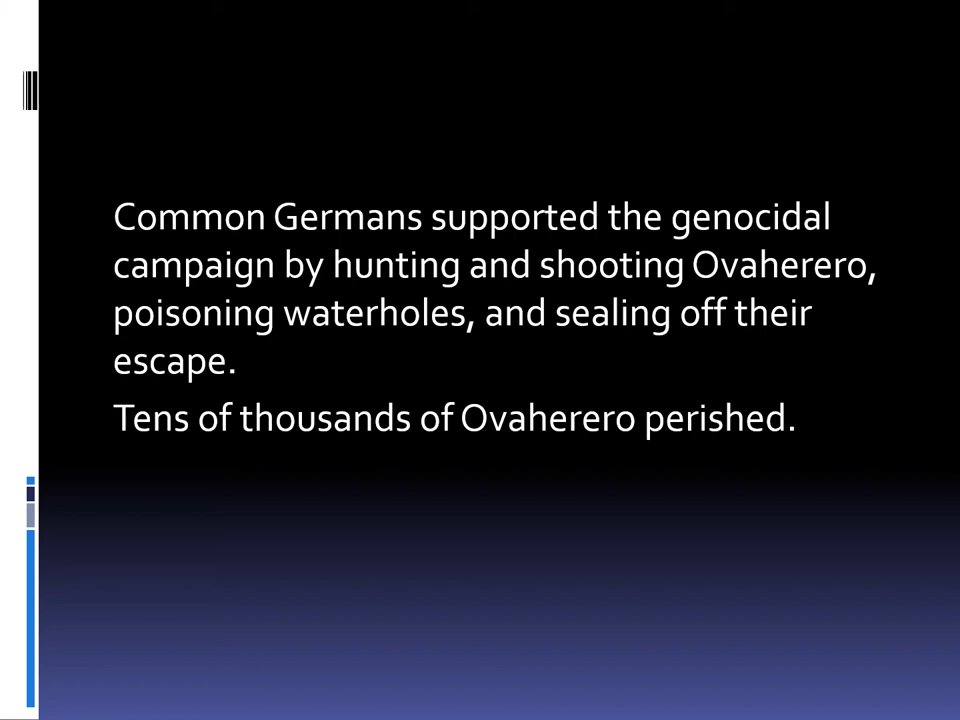 Common Germans supported the genocidal
campaign by hunting and shooting Ovaherero,
poisoning waterholes, and sealing off their
escape.
Tens of thousands of Ovaherero perished.